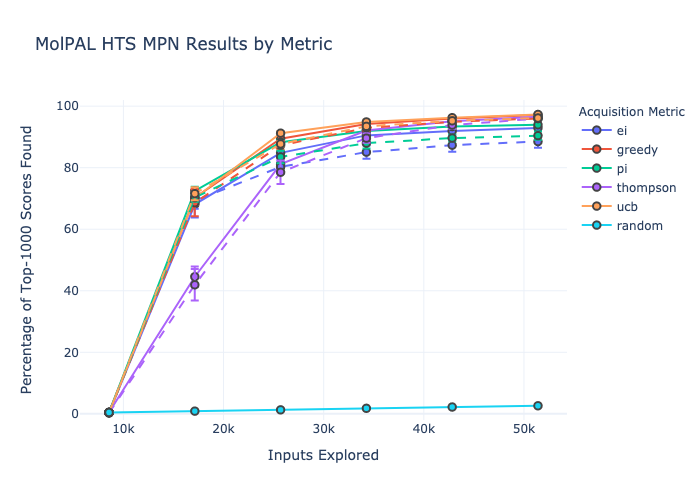 MolPAL HTS MPN Results by Metric
Percentage of Top-1000 Scores Found
100
80
60
40
20
0
10k
20k
30k
40k
50k
Inputs Explored
Acquisition Metric
ei
greedy
pi
thompson
ucb
random